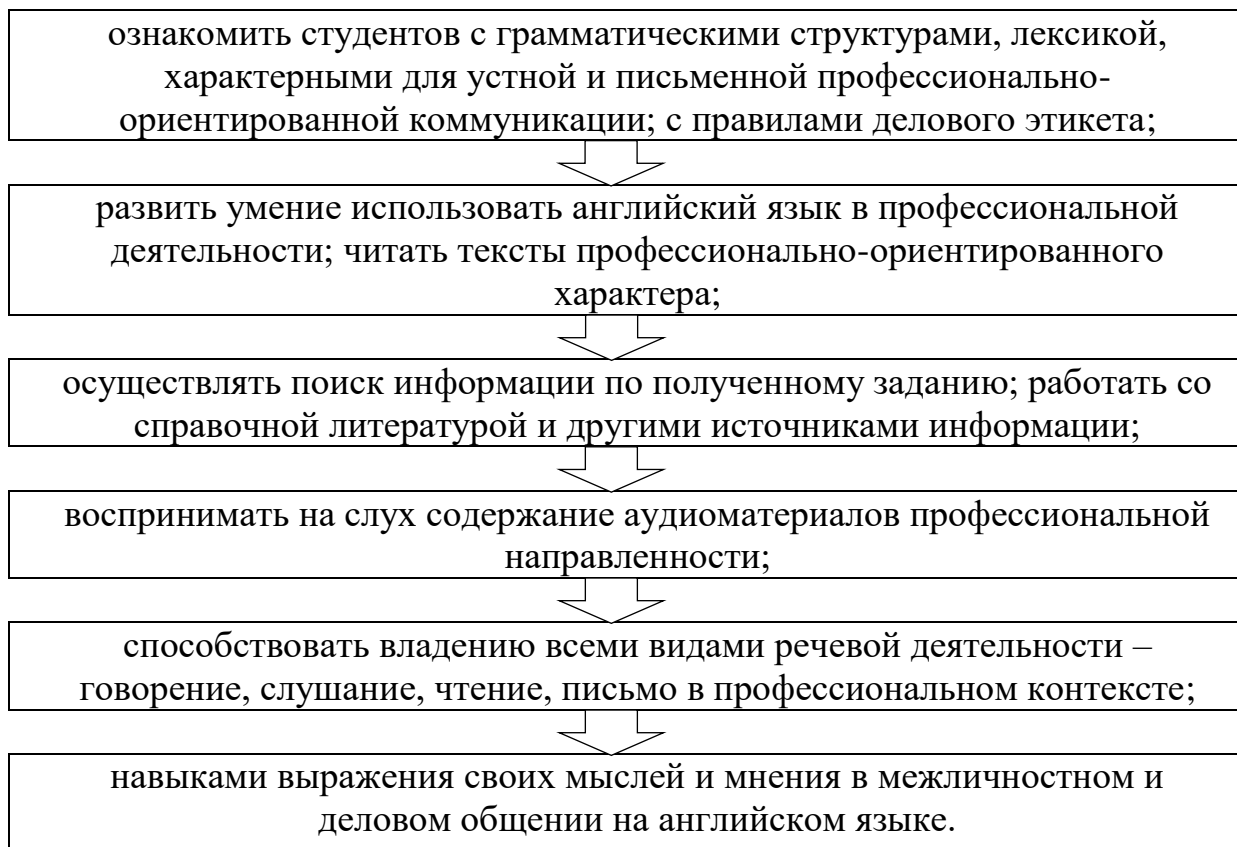 ознакомить студентов с грамматическими структурами, лексикой,
характерными для устной и письменной профессионально-
ориентированной коммуникации; с правилами делового этикета;
развить умение использовать английский язык в профессиональной
деятельности; читать тексты профессионально-ориентированного
характера;
осуществлять поиск информации по полученному заданию; работать со
справочной литературой и другими источниками информации;
воспринимать на слух содержание аудиоматериалов профессиональной
направленности;
способствовать владению всеми видами речевой деятельности –
говорение, слушание, чтение, письмо в профессиональном контексте;
навыками выражения своих мыслей и мнения в межличностном и
деловом общении на английском языке.